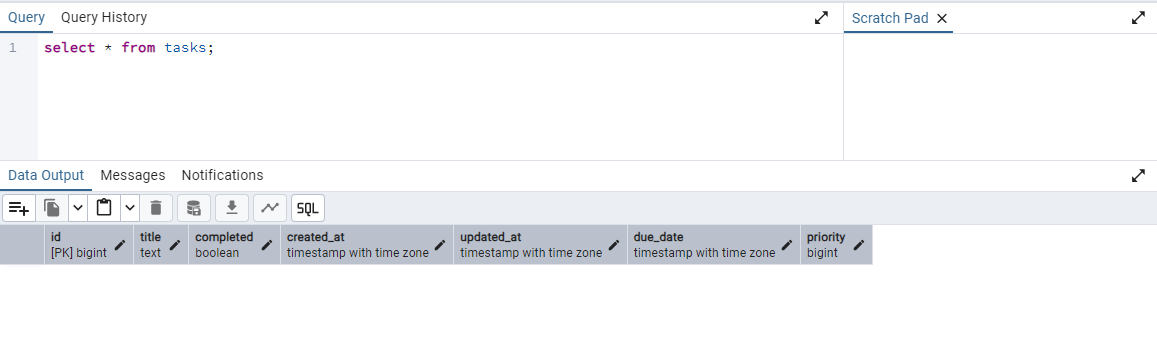 Query Query History
Scratch Pad
1 select * from tasks;
Data Output Messages Notifications
SQL
id title completed created_at updated_at due_date priority
[PK] bigint text boolean timestamp with time zone timestamp with time zone timestamp with time zone bigint